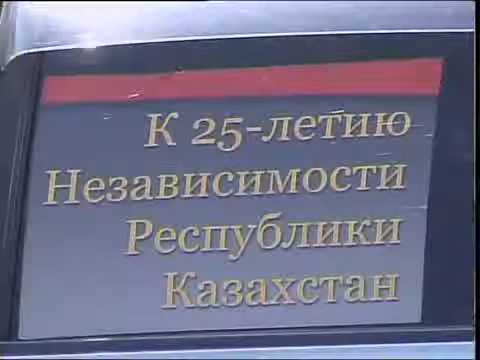 К 25-летию
Независимости
Республики
Казахстан